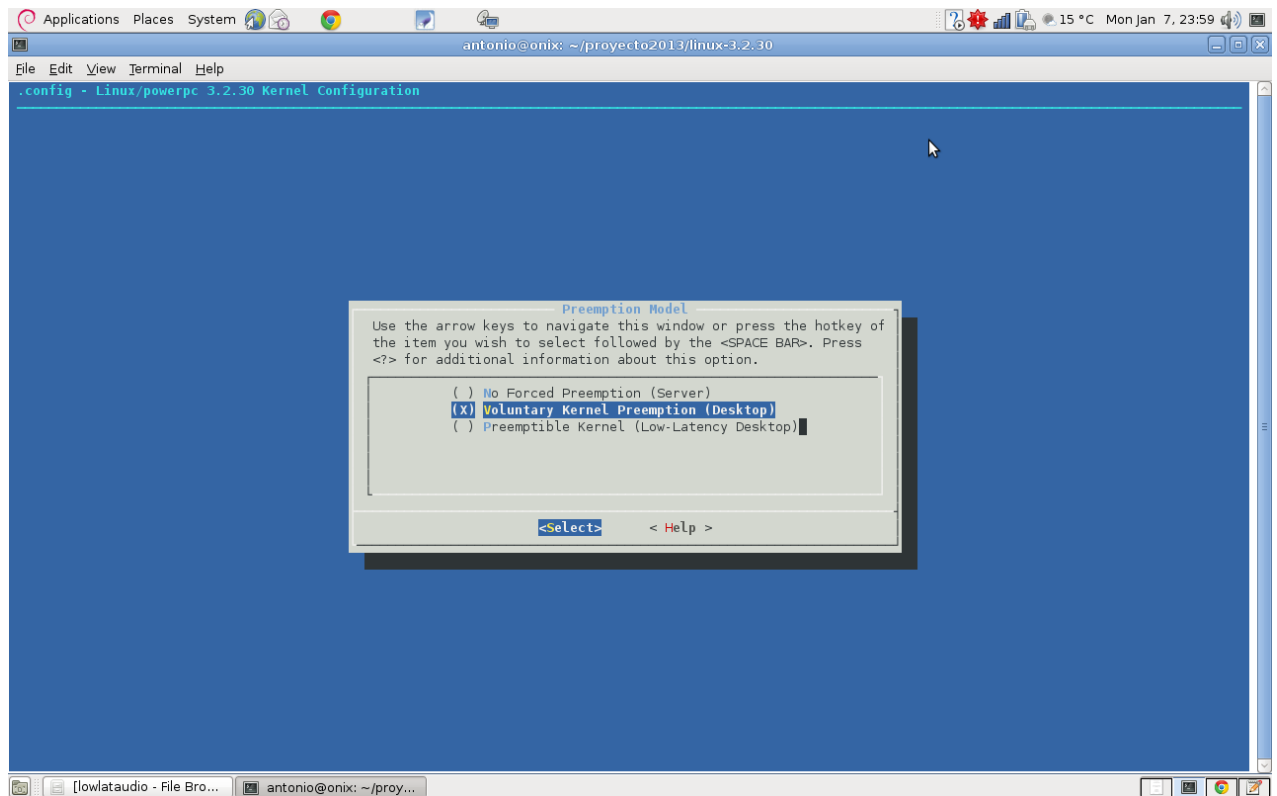 Applications Places System 15 °C Mon Jan 7, 23:59
antonio@onix: ~/proyecto2013/linux-3.2.30
File Edit View Terminal Help
.config - Linux/powerpc 3.2.30 Kernel Configuration
Preemption Model
Use the arrow keys to navigate this window or press the hotkey of
the item you wish to select followed by the <SPACE BAR>. Press
<?> for additional information about this option.
( ) No Forced Preemption (Server)
(X) Voluntary Kernel Preemption (Desktop)
( ) Preemptible Kernel (Low-Latency Desktop)
<Select> < Help >
[lowlataudio - File Bro... antonio@onix: ~/proy...